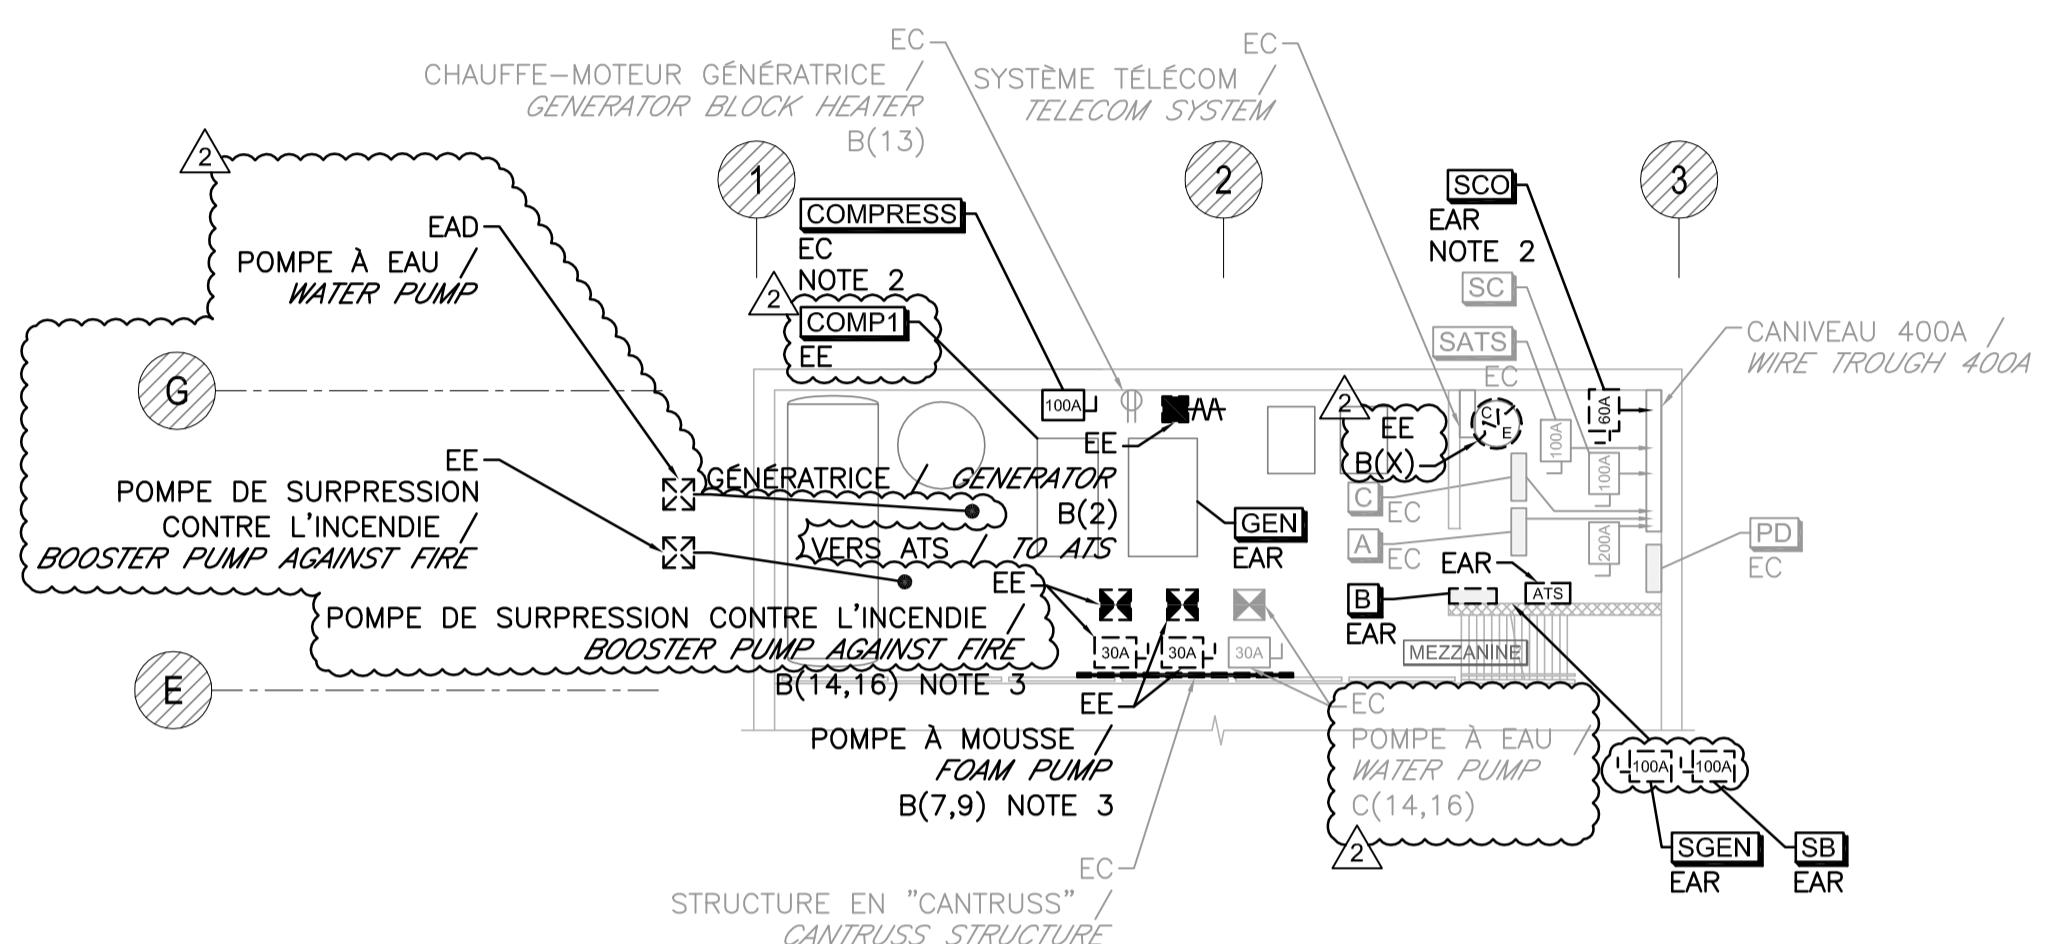 EC
CHAUFFE-MOTEUR GÉNÉRATRICE /
GENERATOR BLOCK HEATER
B(13)
EC
SYSTÈME TÉLÉCOM /
TELECOM SYSTEM
2
1
2
3
EAD
POMPE À EAU /
WATER PUMP
COMPRESS
EC
NOTE 2
2
COMP1
EE
SCO
EAR
NOTE 2
SC
SATS
EC
CANIVEAU 400A /
WIRE TROUGH 400A
G
100A
EE
2
EE
B(X)
C
E
100A
60A
100A
200A
EE
POMPE DE SURPRESSION
CONTRE L'INCENDIE /
BOOSTER PUMP AGAINST FIRE
GÉNÉRATRICE / GENERATOR
B(2)
VERS ATS / TO ATS
GEN
EAR
C
EC
A
EC
PD
EC
EAR
ATS
B
EAR
EE
POMPE DE SURPRESSION CONTRE L'INCENDIE /
BOOSTER PUMP AGAINST FIRE
B(14,16) NOTE 3
30A
30A
30A
MEZZANINE
E
EE
POMPE À MOUSSE /
FOAM PUMP
B(7,9) NOTE 3
EC
POMPE À EAU /
WATER PUMP
C(14,16)
2
100A
100A
SGEN
EAR
SB
EAR
EC
STRUCTURE EN "CANTRUSS" /
CANTRUSS STRUCTURE